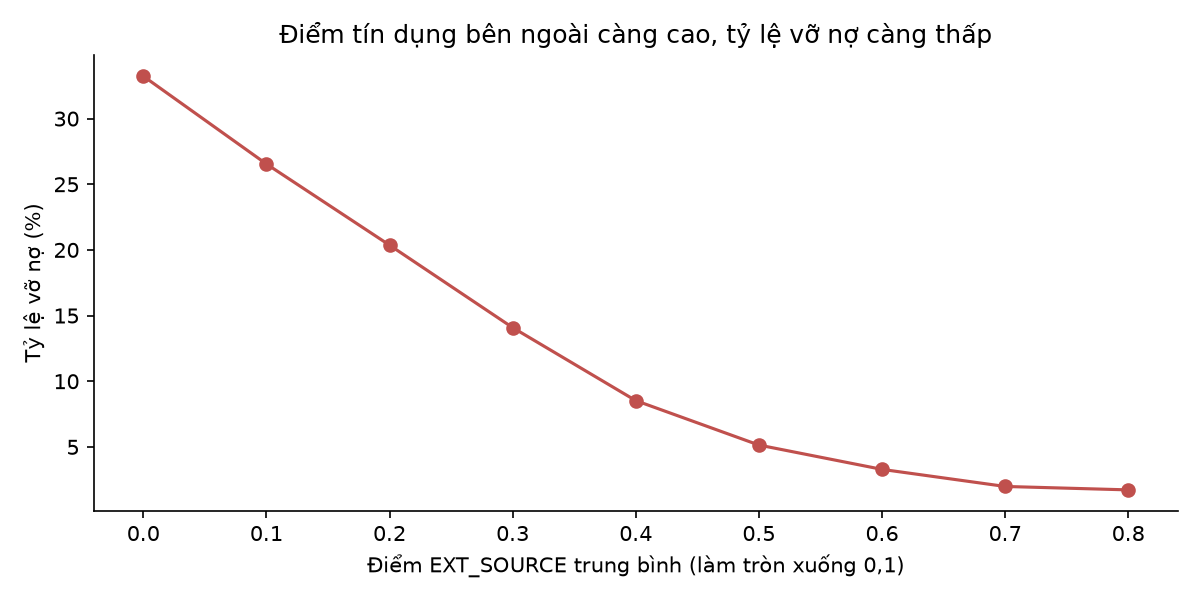 Điểm tín dụng bên ngoài càng cao, tỷ lệ vỡ nợ càng thấp
Tỷ lệ vỡ nợ (%)
30
25
20
15
10
5
0.0 0.1 0.2 0.3 0.4 0.5 0.6 0.7 0.8
Điểm EXT_SOURCE trung bình (làm tròn xuống 0,1)